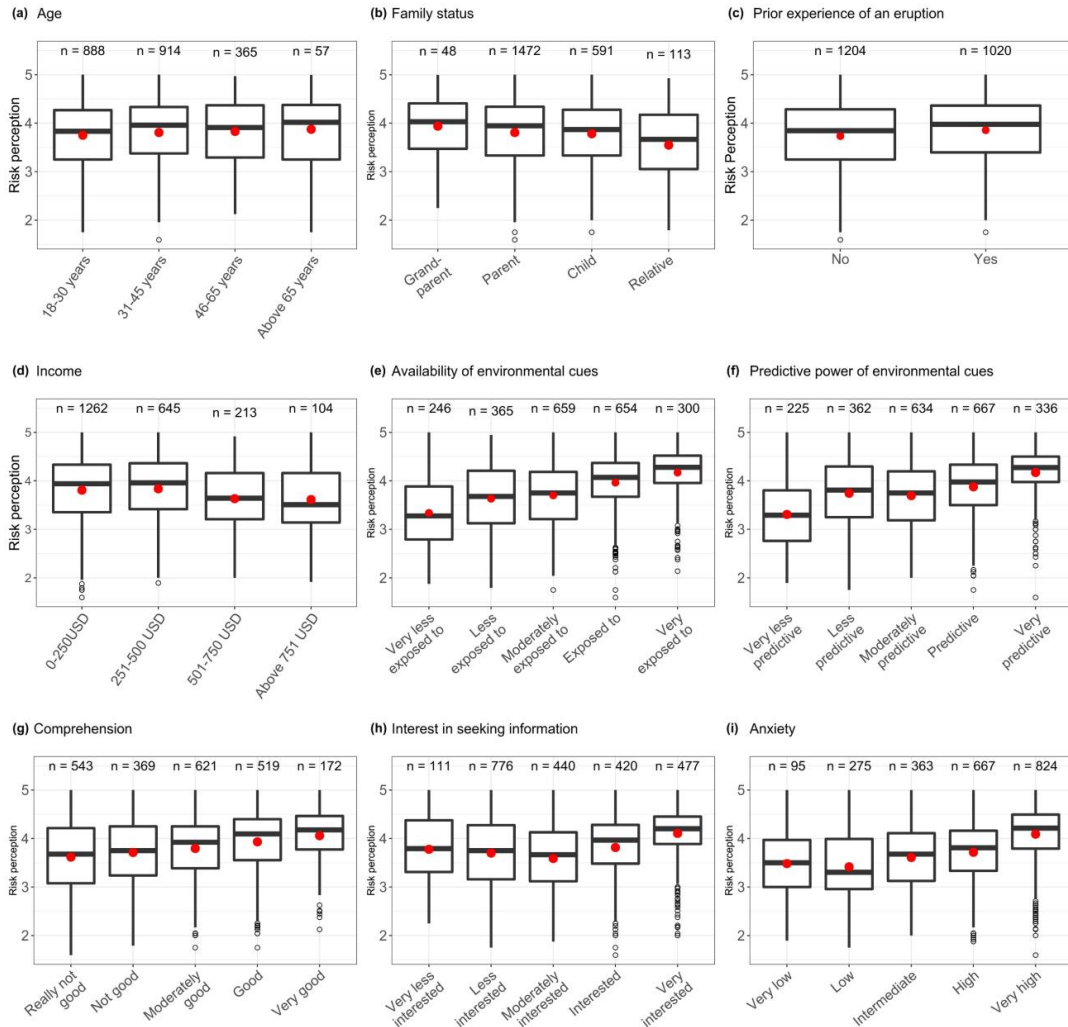 (a) Age
n = 888 n = 914 n = 365 n = 57
5
4
3
2
Risk perception
18-30 years
31-45 years
46-65 years
Above 65 years
(b) Family status
n = 48 n = 1472 n = 591 n = 113
5
4
3
2
Risk perception
Grand-
parent
Parent
Child
Relative
(c) Prior experience of an eruption
n = 1204 n = 1020
5
4
3
2
Risk Perception
No
Yes
(d) Income
n = 1262 n = 645 n = 213 n = 104
5
4
3
2
Risk perception
0-250USD
251-500 USD
501-750 USD
Above 751 USD
(e) Availability of environmental cues
n = 246 n = 365 n = 659 n = 654 n = 300
5
4
3
2
Risk perception
Very less
exposed to
Less
exposed to
Moderately
exposed to
Exposed to
Very
exposed to
(f) Predictive power of environmental cues
n = 225 n = 362 n = 634 n = 667 n = 336
5
4
3
2
Risk perception
Very less
predictive
Less
predictive
Moderately
predictive
Predictive
Very
predictive
(g) Comprehension
n = 543 n = 369 n = 621 n = 519 n = 172
5
4
3
2
Risk perception
Really not
good
Not good
Moderately
good
Good
Very good
(h) Interest in seeking information
n = 111 n = 776 n = 440 n = 420 n = 477
5
4
3
2
Risk perception
Very less
interested
Less
interested
Moderately
interested
Interested
Very
interested
(i) Anxiety
n = 95 n = 275 n = 363 n = 667 n = 824
5
4
3
2
Risk perception
Very low
Low
Intermediate
High
Very high